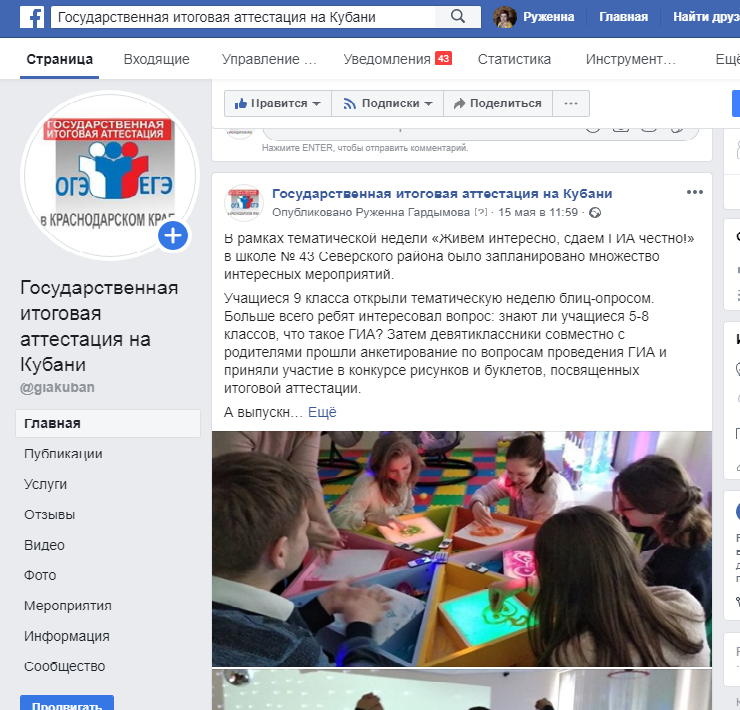 Государственная итоговая аттестация на Кубани
Руженна
Главная
Найти друз
Страница
Входящие
Управление ...
Уведомления 43
Статистика
Инструмент...
Ещё
Нравится
Подписки
Поделиться
Нажмите ENTER, чтобы отправить комментарий.
ГОСУДАРСТВЕННАЯ
ИТОГОВАЯ АТТЕСТАЦИЯ
ОГЭ ЕГЭ
в КРАСНОДАРСКОМ КРАЕ
Государственная
итоговая
аттестация на
Кубани
@giakuban
Главная
Публикации
Услуги
Отзывы
Видео
Фото
Мероприятия
Информация
Сообщество
Продвигать
Государственная итоговая аттестация на Кубани
Опубликовано Руженна Гардымова [?] · 15 мая в 11:59 ·
В рамках тематической недели «Живем интересно, сдаем ГИА честно!»
в школе № 43 Северского района было запланировано множество
интересных мероприятий.
Учащиеся 9 класса открыли тематическую неделю блиц-опросом.
Больше всего ребят интересовал вопрос: знают ли учащиеся 5-8
классов, что такое ГИА? Затем девятиклассники совместно с
родителями прошли анкетирование по вопросам проведения ГИА и
приняли участие в конкурсе рисунков и буклетов, посвященных
итоговой аттестации.
А выпускн... Ещё